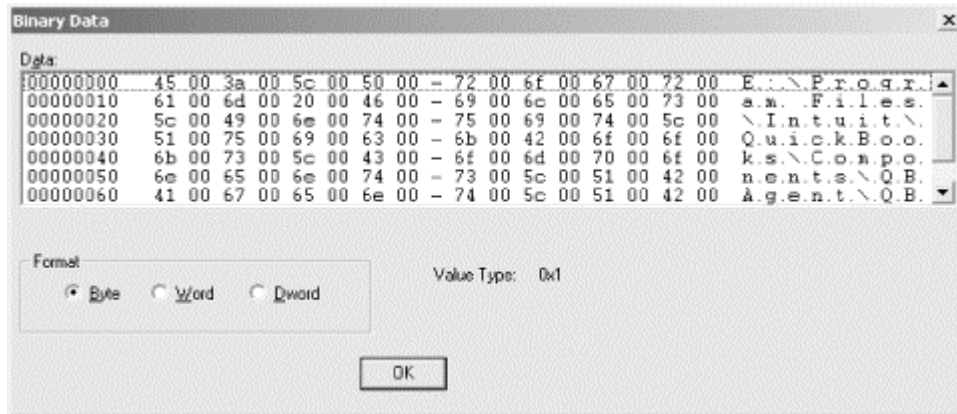 Binary Data
Data:
00000000 45 00 3a 00 5c 00 50 00 - 72 00 6f 00 67 00 72 00 E.:.\.P.r.o.g.r.
00000010 61 00 6d 00 20 00 46 00 - 69 00 6c 00 65 00 73 00 a.m. .F.i.l.e.s.
00000020 5c 00 49 00 6e 00 74 00 - 75 00 69 00 74 00 5c 00 \.I.n.t.u.i.t.\.
00000030 51 00 75 00 69 00 63 00 - 6b 00 42 00 6f 00 6f 00 Q.u.i.c.k.B.o.o.
00000040 6b 00 73 00 5c 00 43 00 - 6f 00 6d 00 70 00 6f 00 k.s.\.C.o.m.p.o.
00000050 6e 00 65 00 6e 00 74 00 - 73 00 5c 00 51 00 42 00 n.e.n.t.s.\.Q.B.
00000060 41 00 67 00 65 00 6e 00 - 74 00 5c 00 51 00 42 00 A.g.e.n.t.\.Q.B.
Format
Byte Word Dword
Value Type: 0x1
OK